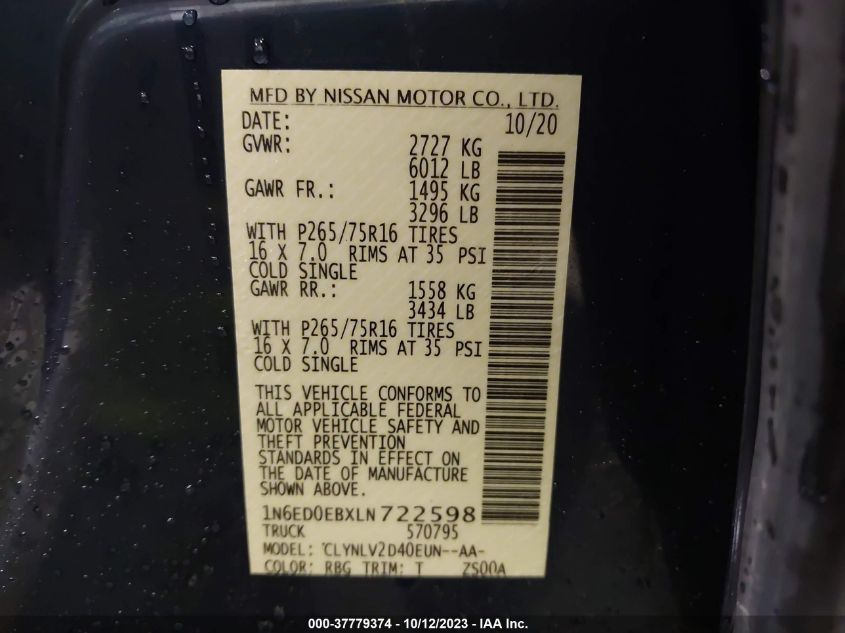 MFD BY NISSAN MOTOR CO., LTD.
DATE: 10/20
GVWR: 2727 KG
6012 LB
GAWR FR.: 1495 KG
3296 LB
WITH P265/75R16 TIRES
16 X 7.0 RIMS AT 35 PSI
COLD SINGLE
GAWR RR.: 1558 KG
3434 LB
WITH P265/75R16 TIRES
16 X 7.0 RIMS AT 35 PSI
COLD SINGLE
THIS VEHICLE CONFORMS TO
ALL APPLICABLE FEDERAL
MOTOR VEHICLE SAFETY AND
THEFT PREVENTION
STANDARDS IN EFFECT ON
THE DATE OF MANUFACTURE
SHOWN ABOVE.
1N6ED0EBXLN722598
TRUCK 570795
MODEL: CLYNLV2D40EUN--AA-
COLOR: RBG TRIM: T ZS00A
000-37779374 - 10/12/2023 - IAA Inc.